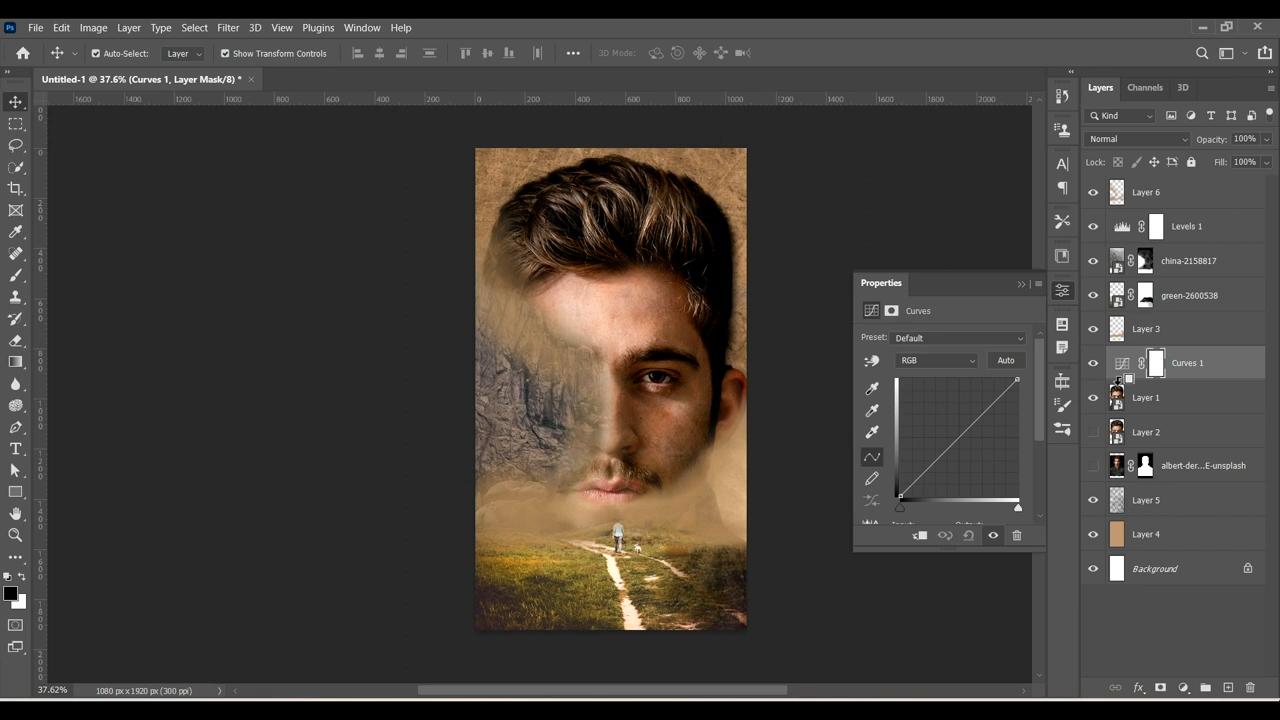 Ps File Edit Image Layer Type Select Filter 3D View Plugins Window Help
Auto-Select: Layer Show Transform Controls 3D Mode:
Untitled-1 @ 37.6% (Curves 1, Layer Mask/8) * ×
1600 1400 1200 1000 800 600 400 200 0 200 400 600 800 1000 1200 1400 1600 1800 2000
Layers Channels 3D
Kind
Normal Opacity: 100%
Lock: Fill: 100%
Layer 6
Levels 1
china-2158817
green-2600538
Layer 3
Curves 1
Layer 1
Layer 2
albert-der...E-unsplash
Layer 5
Layer 4
Background
Properties
Curves
Preset: Default
RGB Auto
37.62% 1080 px x 1920 px (300 ppi)